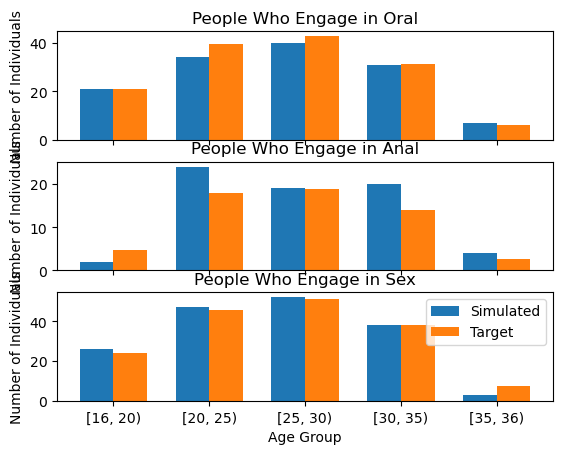 People Who Engage in Oral
Number of Individuals
40
20
0
People Who Engage in Anal
Number of Individuals
20
10
0
People Who Engage in Sex
Number of Individuals
40
20
0
Simulated
Target
[16, 20) [20, 25) [25, 30) [30, 35) [35, 36)
Age Group